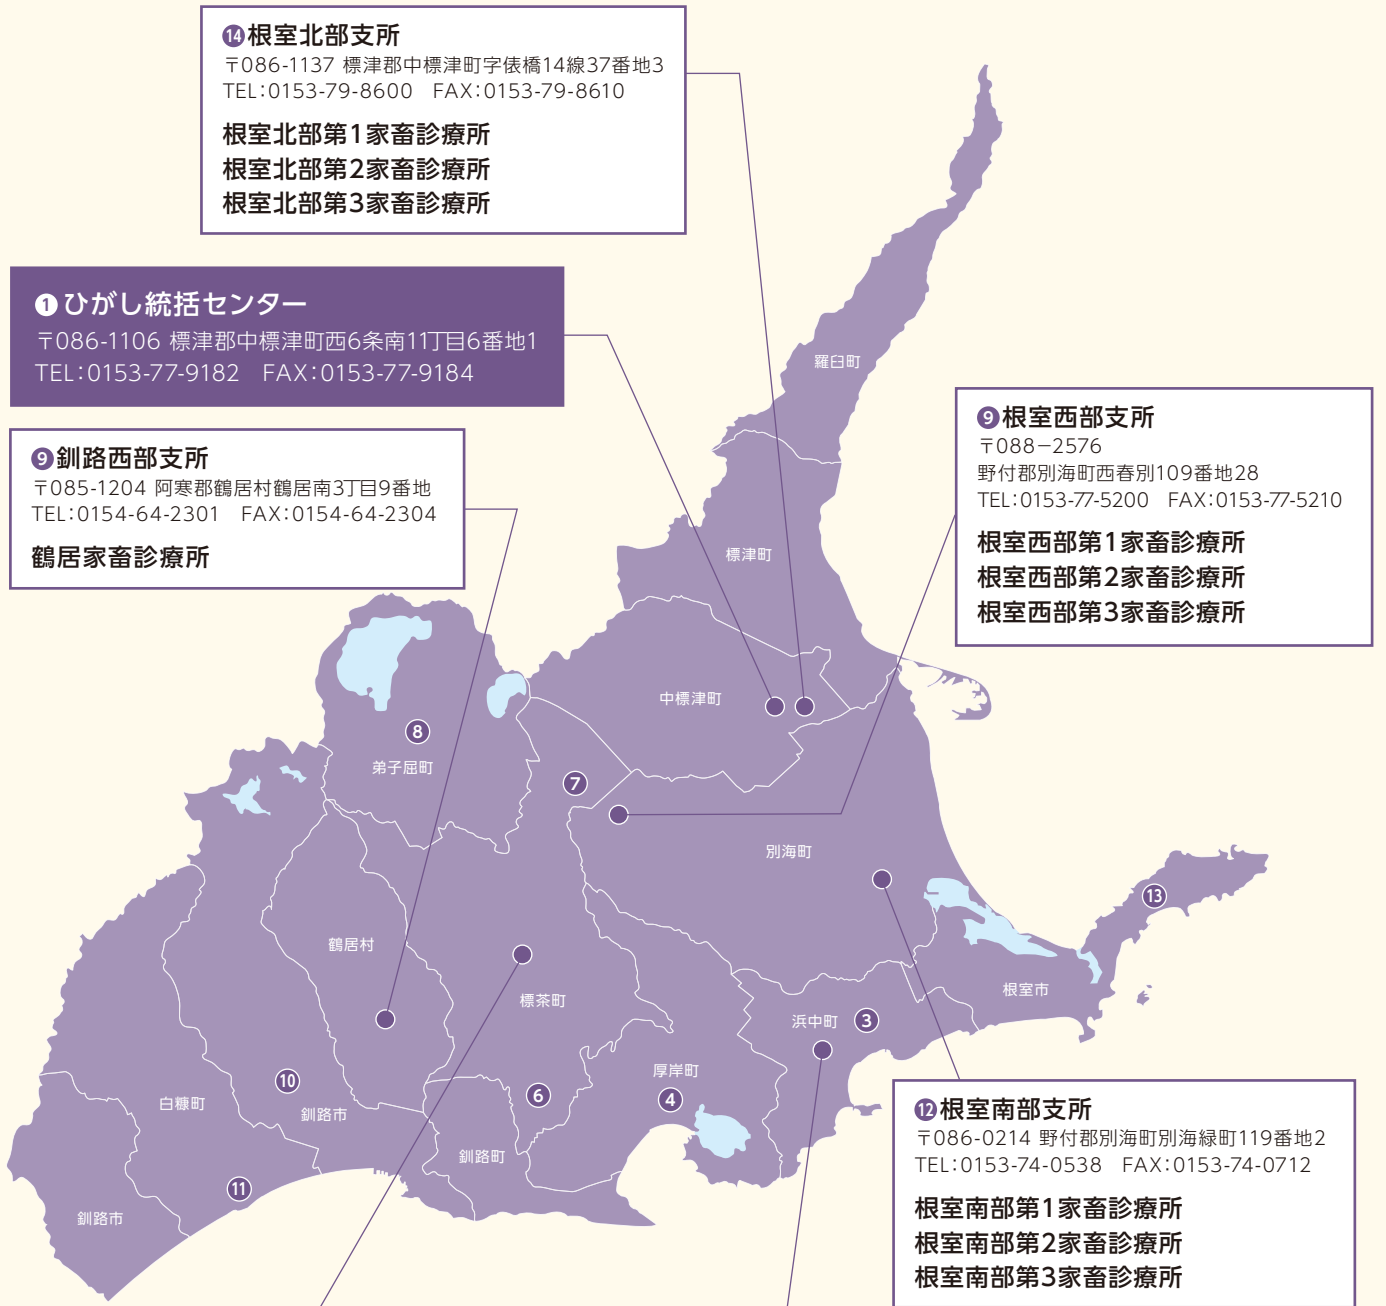 ⓮根室北部支所
〒086-1137 標津郡中標津町字俵橋14線37番地3
TEL：0153-79-8600　FAX：0153-79-8610
根室北部第1家畜診療所
根室北部第2家畜診療所
根室北部第3家畜診療所
❶ひがし統括センター
〒086-1106 標津郡中標津町西6条南11丁目6番地1
TEL：0153-77-9182　FAX：0153-77-9184
❾釧路西部支所
〒085-1204 阿寒郡鶴居村鶴居南3丁目9番地
TEL：0154-64-2301　FAX：0154-64-2304
鶴居家畜診療所
❾根室西部支所
〒088－2576
野付郡別海町西春別109番地28
TEL：0153-77-5200　FAX：0153-77-5210
根室西部第1家畜診療所
根室西部第2家畜診療所
根室西部第3家畜診療所
羅臼町
標津町
中標津町
❽
弟子屈町
❼
別海町
⓭
鶴居村
標茶町
根室市
浜中町
❸
厚岸町
❹
❻
❿
白糠町
釧路市
釧路町
⓫
釧路市
⓬根室南部支所
〒086-0214 野付郡別海町別海緑町119番地2
TEL：0153-74-0538　FAX：0153-74-0712
根室南部第1家畜診療所
根室南部第2家畜診療所
根室南部第3家畜診療所